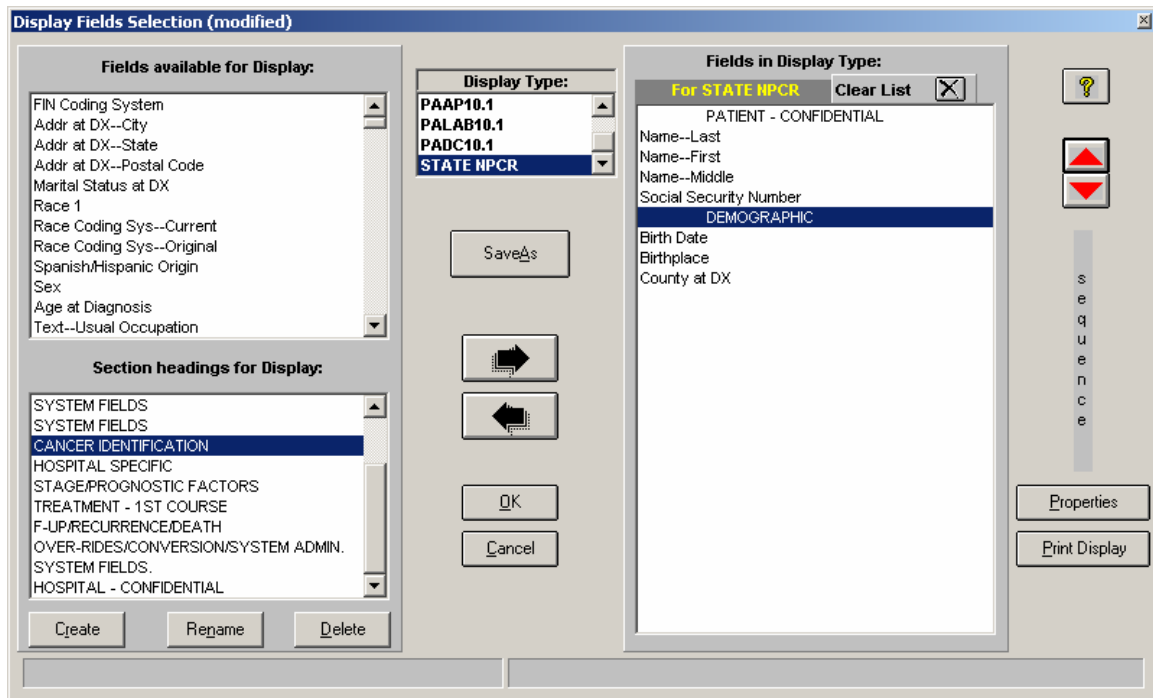 Display Fields Selection (modified)
Fields available for Display:
FIN Coding System
Addr at DX--City
Addr at DX--State
Addr at DX--Postal Code
Marital Status at DX
Race 1
Race Coding Sys--Current
Race Coding Sys--Original
Spanish/Hispanic Origin
Sex
Age at Diagnosis
Text--Usual Occupation
Section headings for Display:
SYSTEM FIELDS
SYSTEM FIELDS
CANCER IDENTIFICATION
HOSPITAL SPECIFIC
STAGE/PROGNOSTIC FACTORS
TREATMENT - 1ST COURSE
F-UP/RECURRENCE/DEATH
OVER-RIDES/CONVERSION/SYSTEM ADMIN.
SYSTEM FIELDS.
HOSPITAL - CONFIDENTIAL
Create Rename Delete
Display Type:
PAAP10.1
PALAB10.1
PADC10.1
STATE NPCR
SaveAs
OK
Cancel
Fields in Display Type:
For STATE NPCR Clear List
PATIENT - CONFIDENTIAL
Name--Last
Name--First
Name--Middle
Social Security Number
DEMOGRAPHIC
Birth Date
Birthplace
County at DX
?
sequence
Properties
Print Display